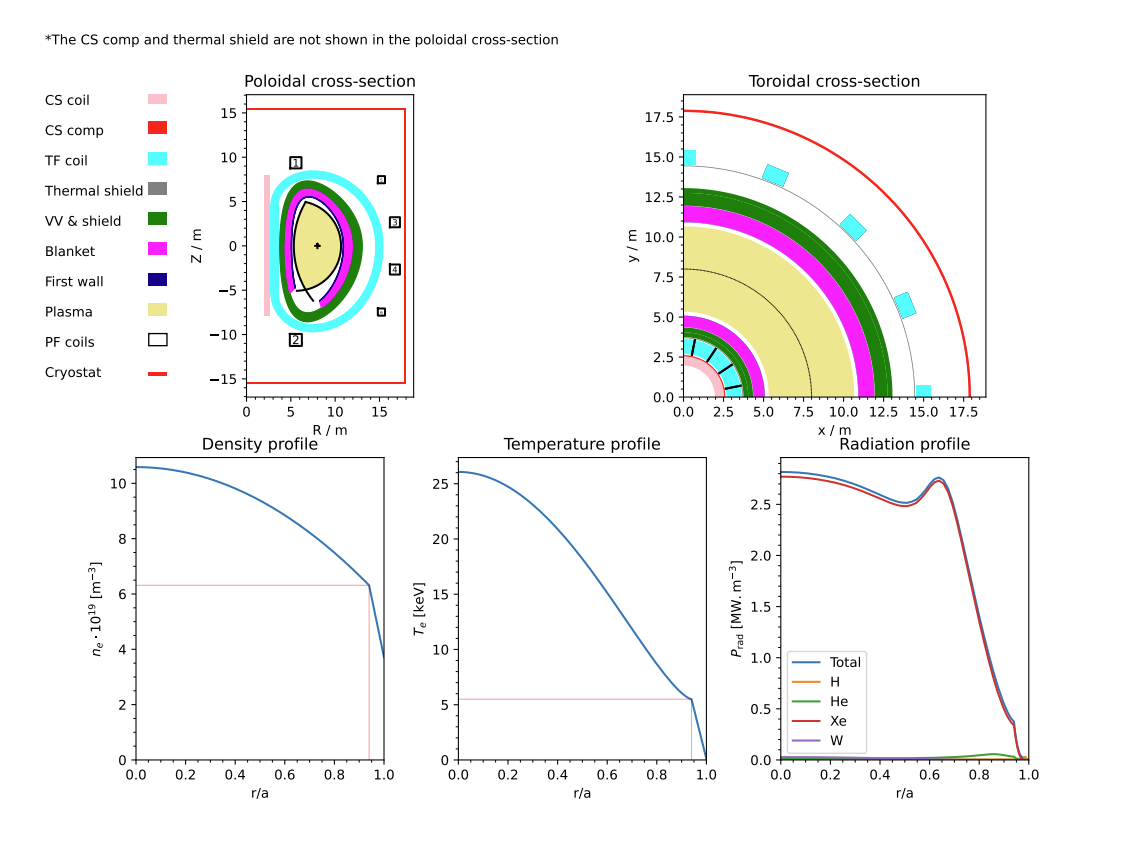 *The CS comp and thermal shield are not shown in the poloidal cross-section
Poloidal cross-section
Toroidal cross-section
CS coil
CS comp
TF coil
Thermal shield
VV & shield
Blanket
First wall
Plasma
PF coils
Cryostat
15
10
5
0
−5
−10
−15
Z / m
1
3
4
2
0 5 10 15
R / m
17.5
15.0
12.5
10.0
7.5
5.0
2.5
0.0
y / m
0.0 2.5 5.0 7.5 10.0 12.5 15.0 17.5
x / m
Density profile
10
8
6
4
2
0
nₑ · 10¹⁹ [m⁻³]
0.0 0.2 0.4 0.6 0.8 1.0
r/a
Temperature profile
25
20
15
10
5
0
Tₑ [keV]
0.0 0.2 0.4 0.6 0.8 1.0
r/a
Radiation profile
2.5
2.0
1.5
1.0
0.5
0.0
P_rad [MW. m⁻³]
Total
H
He
Xe
W
0.0 0.2 0.4 0.6 0.8 1.0
r/a